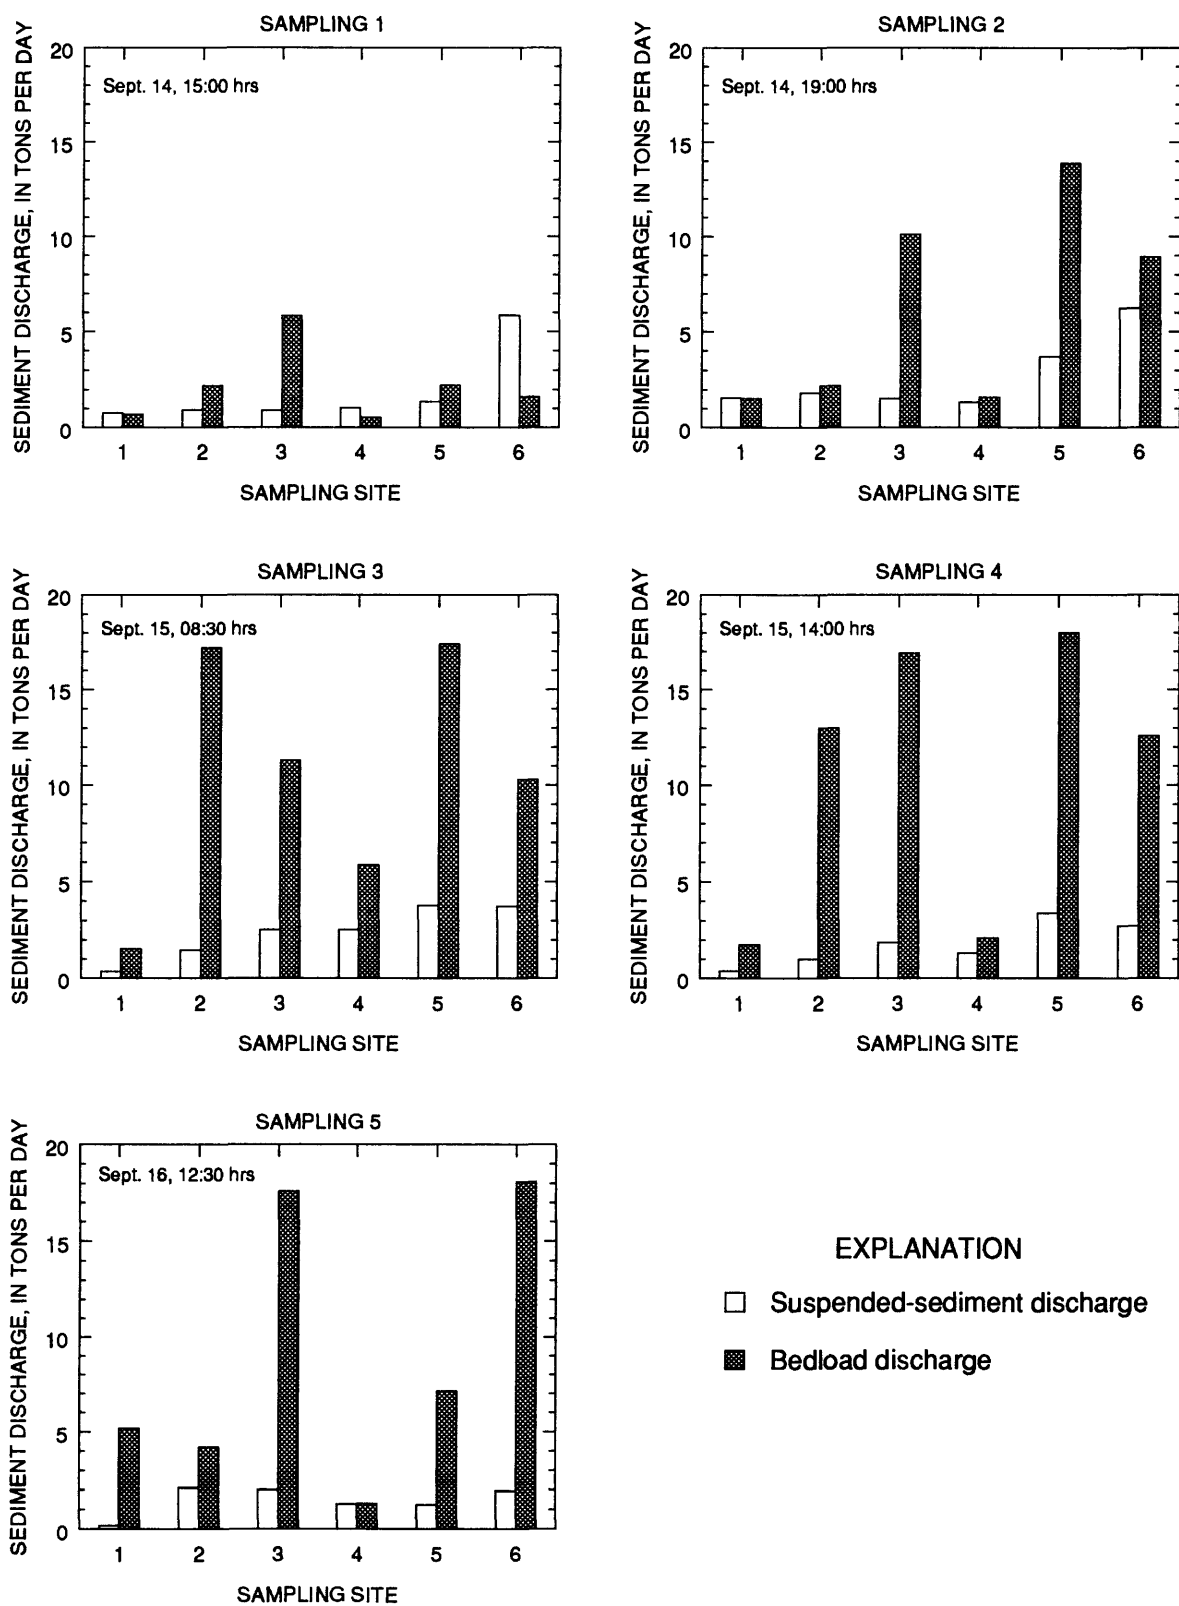 SAMPLING 1
SEDIMENT DISCHARGE, IN TONS PER DAY
20
15
10
5
0
Sept. 14, 15:00 hrs
1 2 3 4 5 6
SAMPLING SITE
SAMPLING 2
SEDIMENT DISCHARGE, IN TONS PER DAY
20
15
10
5
0
Sept. 14, 19:00 hrs
1 2 3 4 5 6
SAMPLING SITE
SAMPLING 3
SEDIMENT DISCHARGE, IN TONS PER DAY
20
15
10
5
0
Sept. 15, 08:30 hrs
1 2 3 4 5 6
SAMPLING SITE
SAMPLING 4
SEDIMENT DISCHARGE, IN TONS PER DAY
20
15
10
5
0
Sept. 15, 14:00 hrs
1 2 3 4 5 6
SAMPLING SITE
SAMPLING 5
SEDIMENT DISCHARGE, IN TONS PER DAY
20
15
10
5
0
Sept. 16, 12:30 hrs
1 2 3 4 5 6
SAMPLING SITE
EXPLANATION
Suspended-sediment discharge
Bedload discharge